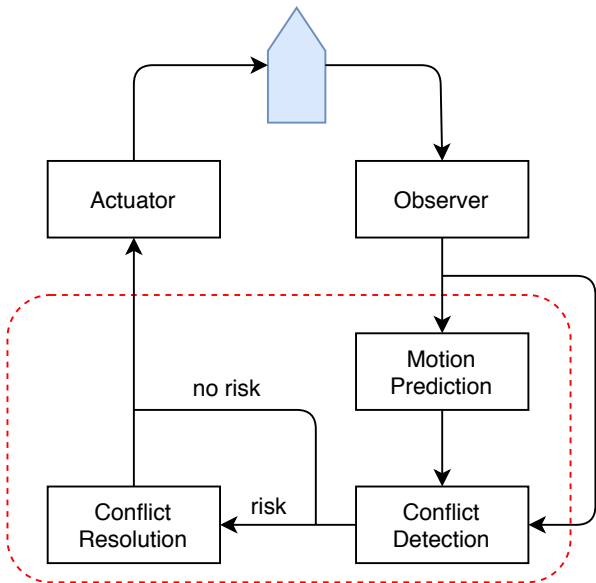 Actuator
Observer
Motion
Prediction
no risk
risk
Conflict
Resolution
Conflict
Detection